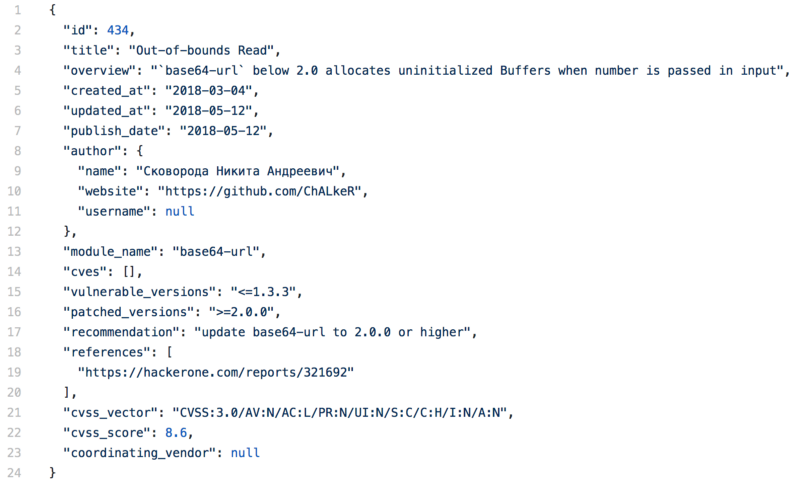 1 {
2 "id": 434,
3 "title": "Out-of-bounds Read",
4 "overview": "`base64-url` below 2.0 allocates uninitialized Buffers when number is passed in input",
5 "created_at": "2018-03-04",
6 "updated_at": "2018-05-12",
7 "publish_date": "2018-05-12",
8 "author": {
9 "name": "Сковорода Никита Андреевич",
10 "website": "https://github.com/ChALkeR",
11 "username": null
12 },
13 "module_name": "base64-url",
14 "cves": [],
15 "vulnerable_versions": "<=1.3.3",
16 "patched_versions": ">=2.0.0",
17 "recommendation": "update base64-url to 2.0.0 or higher",
18 "references": [
19 "https://hackerone.com/reports/321692"
20 ],
21 "cvss_vector": "CVSS:3.0/AV:N/AC:L/PR:N/UI:N/S:C/C:H/I:N/A:N",
22 "cvss_score": 8.6,
23 "coordinating_vendor": null
24 }